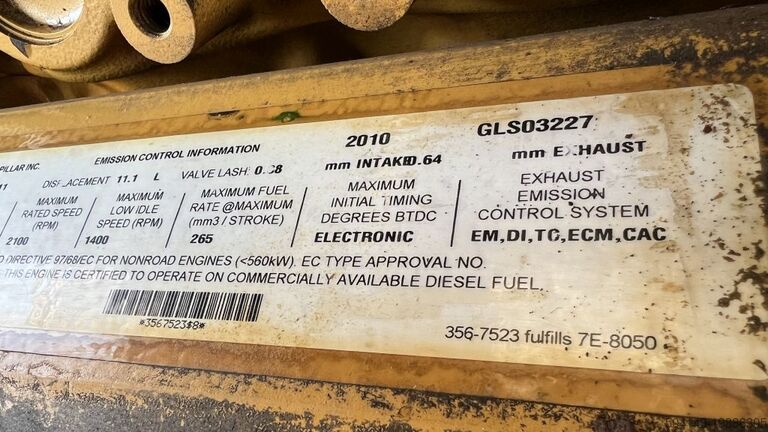 PILLAR INC. EMISSION CONTROL INFORMATION 2010 GLS03227
11 DISPLACEMENT 11.1 L VALVE LASH: mm INTAKE 0.64 mm EXHAUST
MAXIMUM RATED SPEED (RPM)
2100
MAXIMUM LOW IDLE SPEED (RPM)
1400
MAXIMUM FUEL RATE @MAXIMUM (mm3 / STROKE)
265
MAXIMUM INITIAL TIMING DEGREES BTDC
ELECTRONIC
EXHAUST EMISSION CONTROL SYSTEM
EM,DI,TC,ECM,CAC
DIRECTIVE 97/68/EC FOR NONROAD ENGINES (<560kW). EC TYPE APPROVAL NO.
THIS ENGINE IS CERTIFIED TO OPERATE ON COMMERCIALLY AVAILABLE DIESEL FUEL.
*3567523$8*
356-7523 fulfills 7E-8050